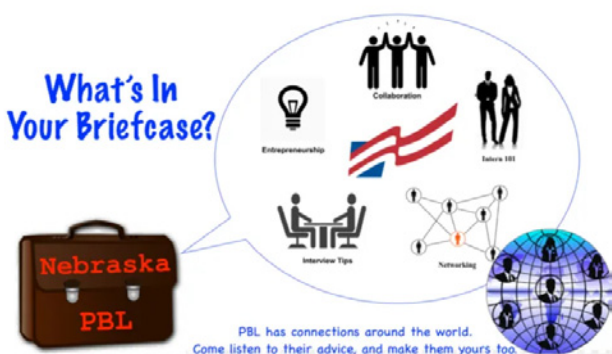 What's In
Your Briefcase?
Collaboration
Entrepreneurship
Intern 101
Interview Tips
Networking
Nebraska
PBL
PBL has connections around the world.
Come listen to their advice, and make them yours too.